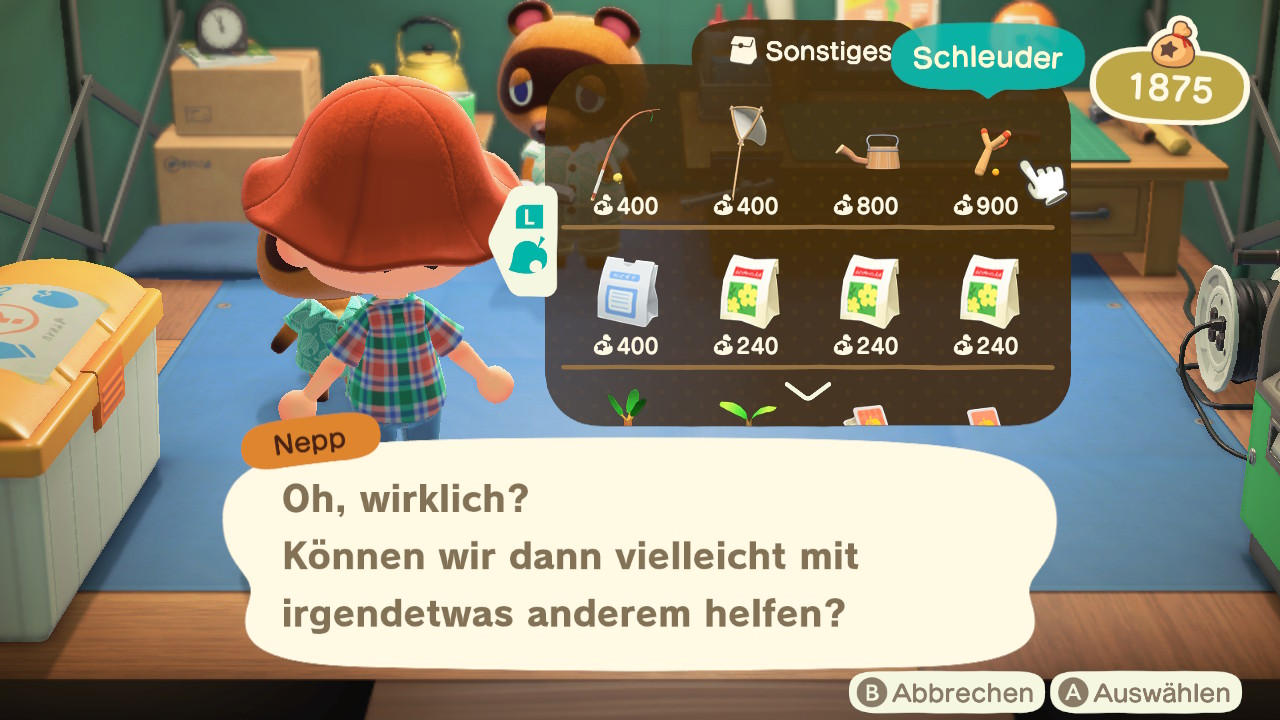 Sonstiges
Schleuder
1875
400
400
800
900
L
400
240
240
240
Nepp
Oh, wirklich?
Können wir dann vielleicht mit
irgendetwas anderem helfen?
B Abbrechen
A Auswählen